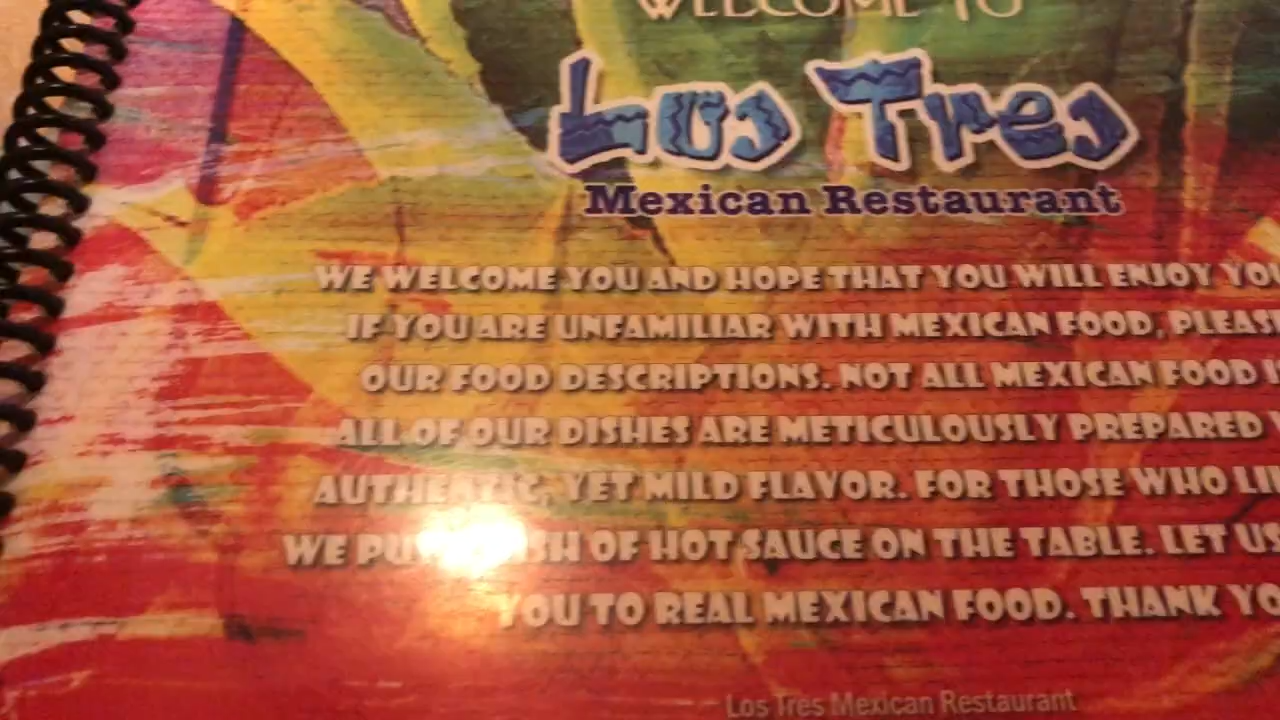 WELCOME TO
Los Tres
Mexican Restaurant
WE WELCOME YOU AND HOPE THAT YOU WILL ENJOY
IF YOU ARE UNFAMILIAR WITH MEXICAN FOOD,
OUR FOOD DESCRIPTIONS. NOT ALL MEXICAN FOOD
ALL OF OUR DISHES ARE METICULOUSLY PREPARED
AUTHENTIC, YET MILD FLAVOR. FOR THOSE WHO
WE OF HOT SAUCE ON THE TABLE. LET US
YOU TO REAL MEXICAN FOOD. THANK
Los Tres Mexican Restaurant